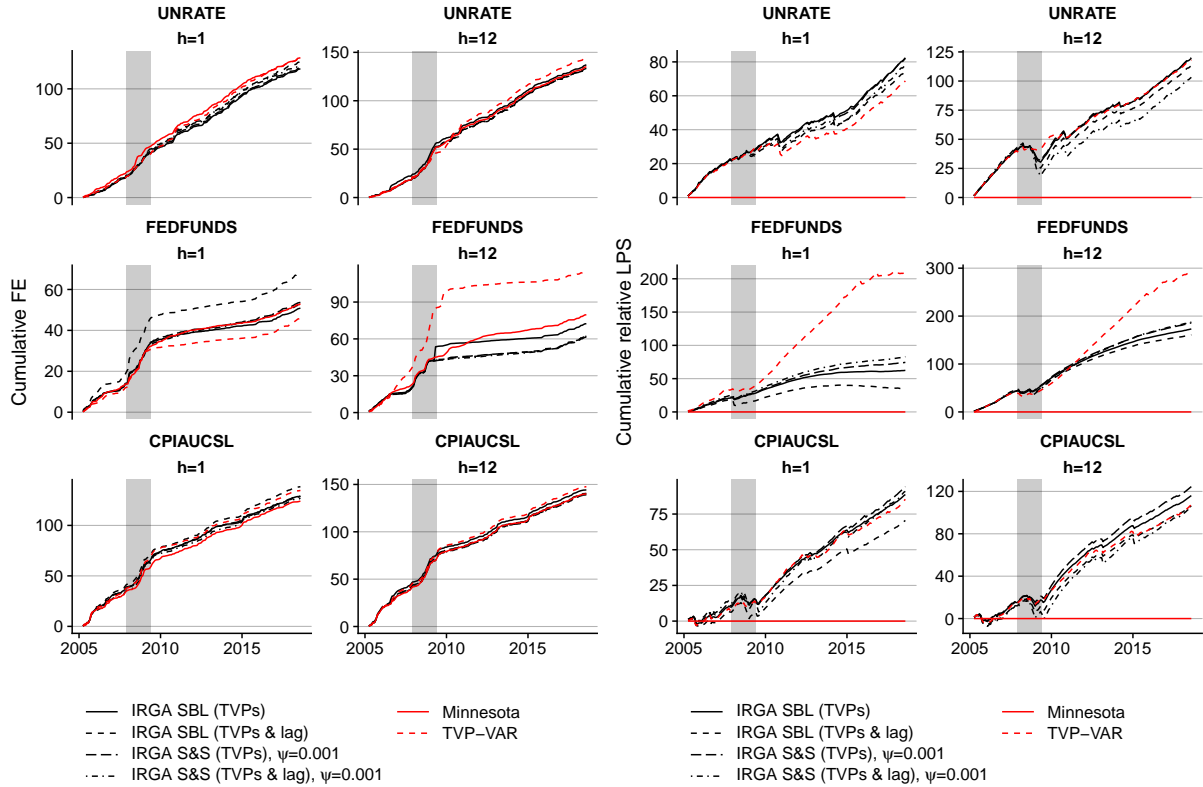 UNRATE
h=1
UNRATE
h=12
UNRATE
h=1
UNRATE
h=12
100
50
0
150
100
50
0
80
60
40
20
0
125
100
75
50
25
0
FEDFUNDS
h=1
FEDFUNDS
h=12
FEDFUNDS
h=1
FEDFUNDS
h=12
Cumulative FE
60
40
20
0
90
60
30
0
Cumulative relative LPS
200
150
100
50
0
300
200
100
0
CPIAUCSL
h=1
CPIAUCSL
h=12
CPIAUCSL
h=1
CPIAUCSL
h=12
100
50
0
150
100
50
0
75
50
25
0
120
80
40
0
2005 2010 2015
2005 2010 2015
2005 2010 2015
2005 2010 2015
IRGA SBL (TVPs)
IRGA SBL (TVPs & lag)
IRGA S&S (TVPs), ψ=0.001
IRGA S&S (TVPs & lag), ψ=0.001
Minnesota
TVP−VAR
IRGA SBL (TVPs)
IRGA SBL (TVPs & lag)
IRGA S&S (TVPs), ψ=0.001
IRGA S&S (TVPs & lag), ψ=0.001
Minnesota
TVP−VAR